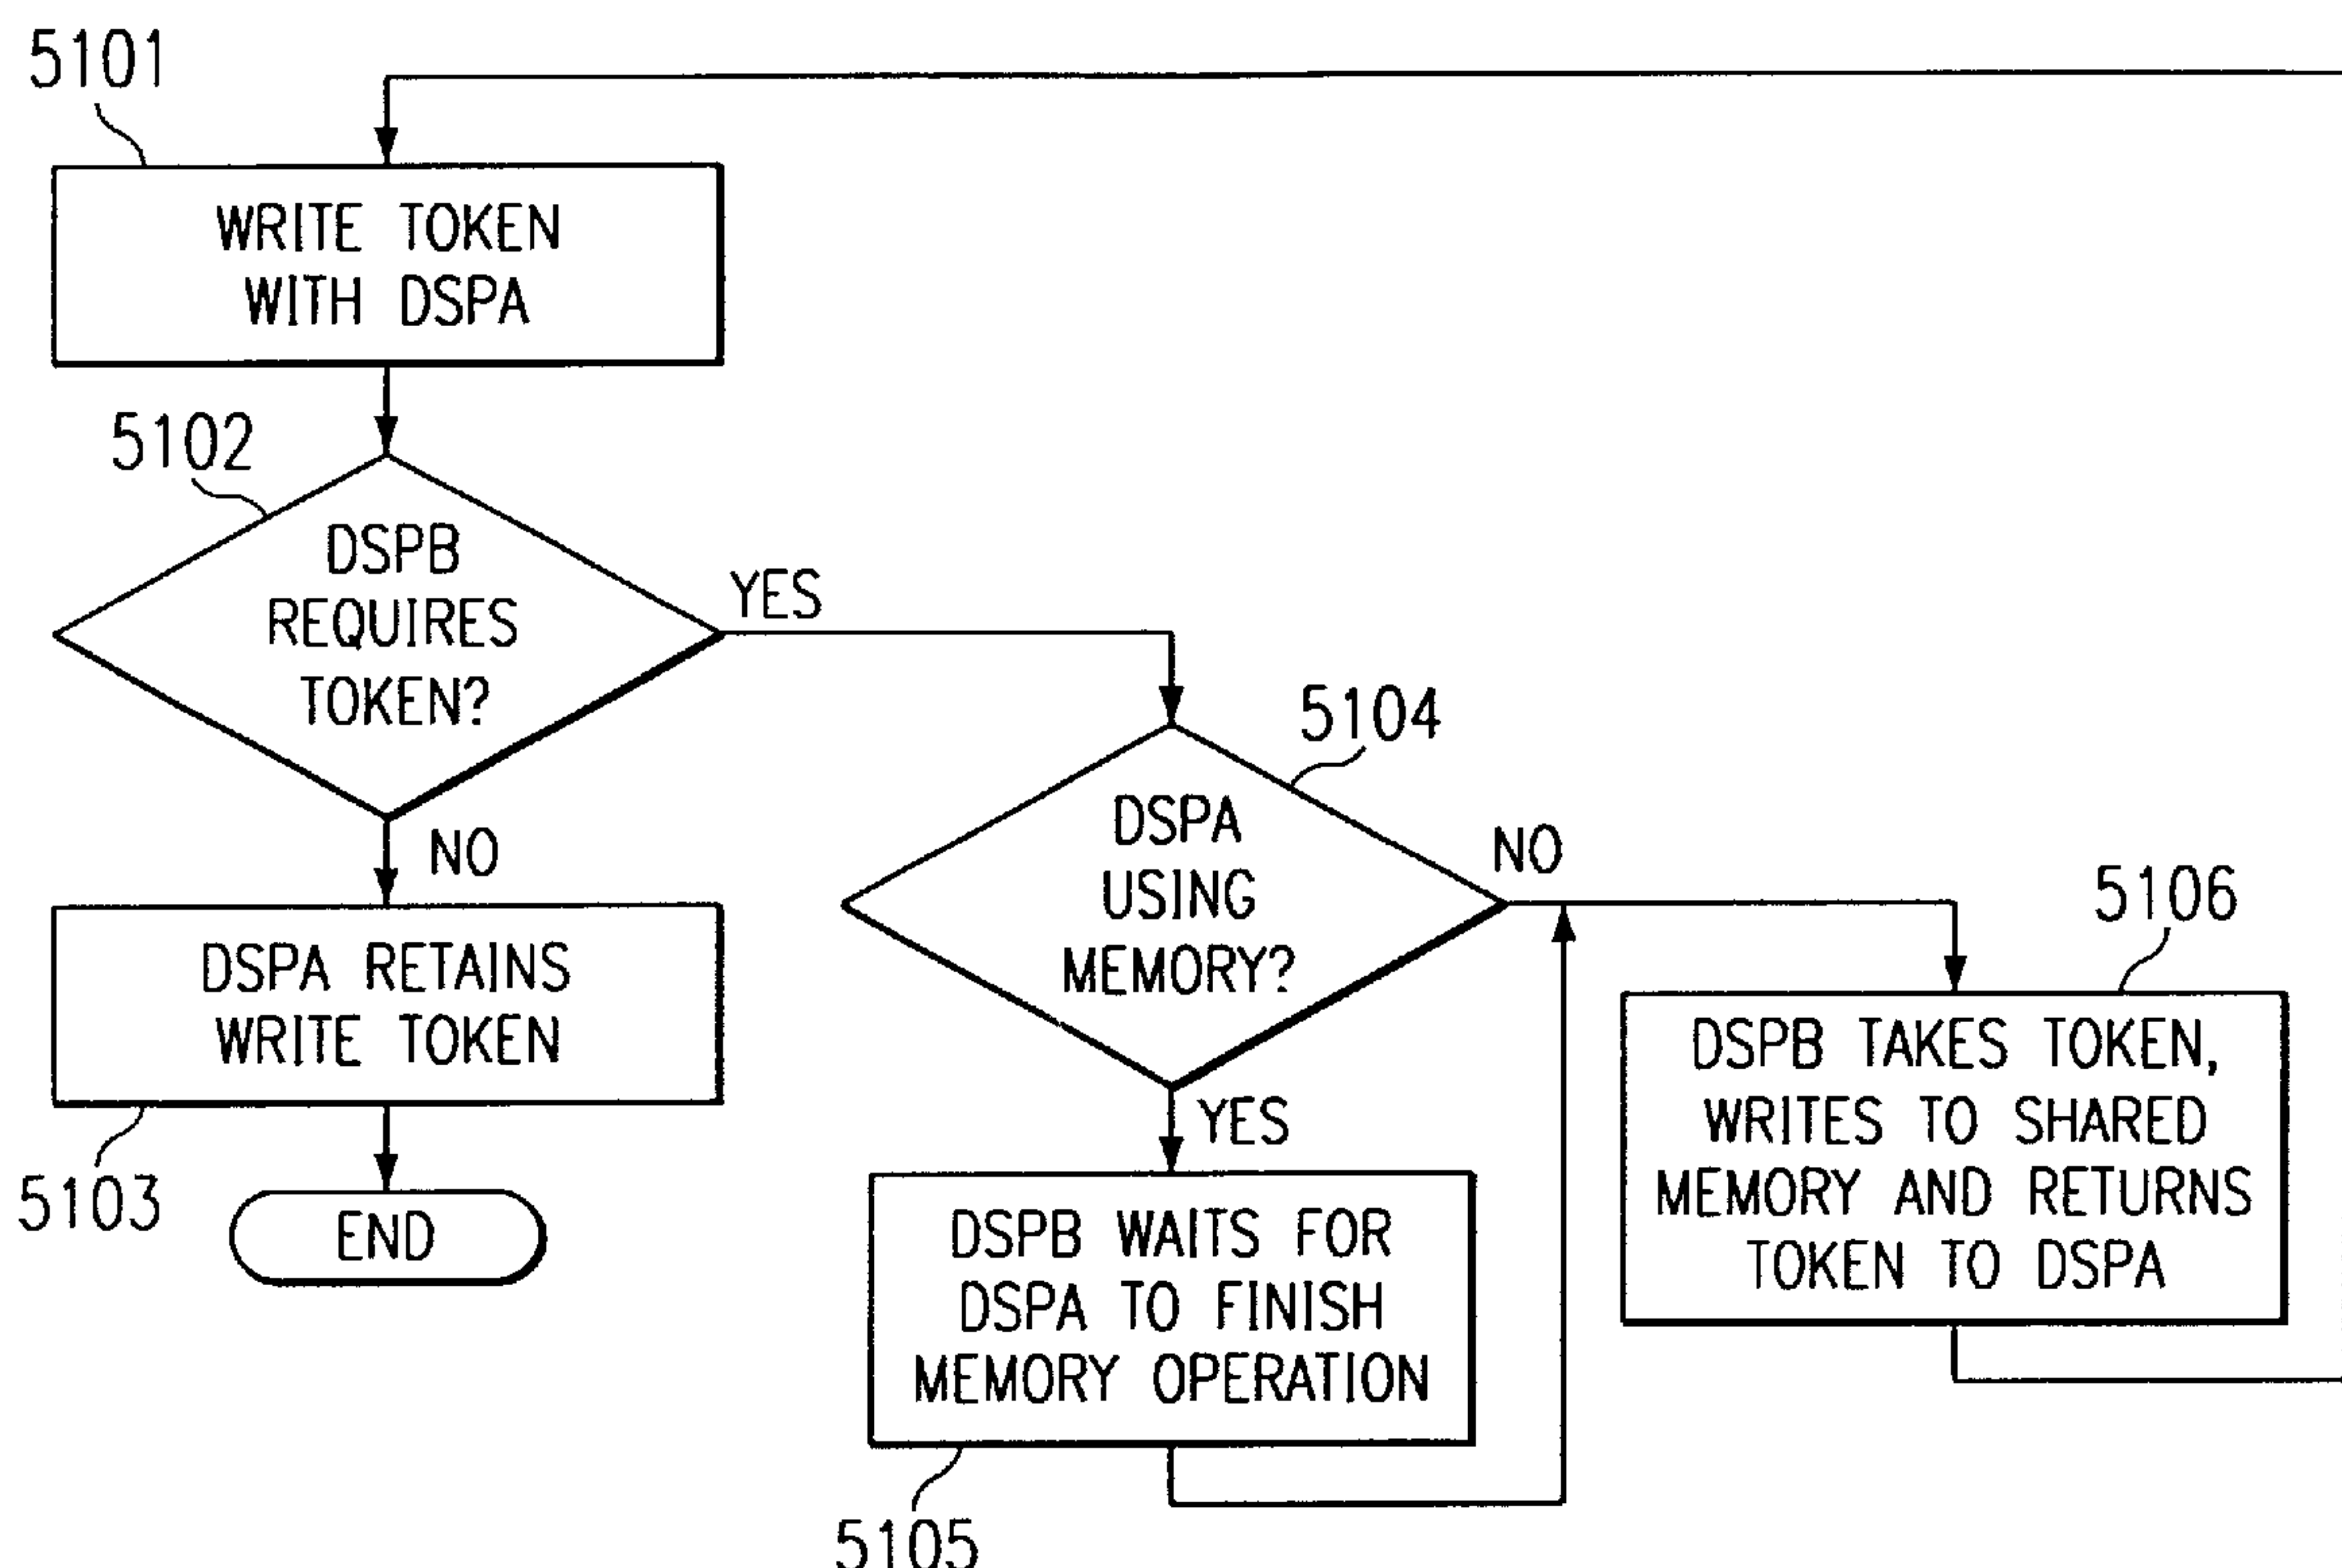 5101
WRITE TOKEN
WITH DSPA
5102
DSPB
REQUIRES
TOKEN?
YES
NO
DSPA RETAINS
WRITE TOKEN
5103
END
5104
DSPA
USING
MEMORY?
NO
YES
DSPB WAITS FOR
DSPA TO FINISH
MEMORY OPERATION
5105
5106
DSPB TAKES TOKEN,
WRITES TO SHARED
MEMORY AND RETURNS
TOKEN TO DSPA